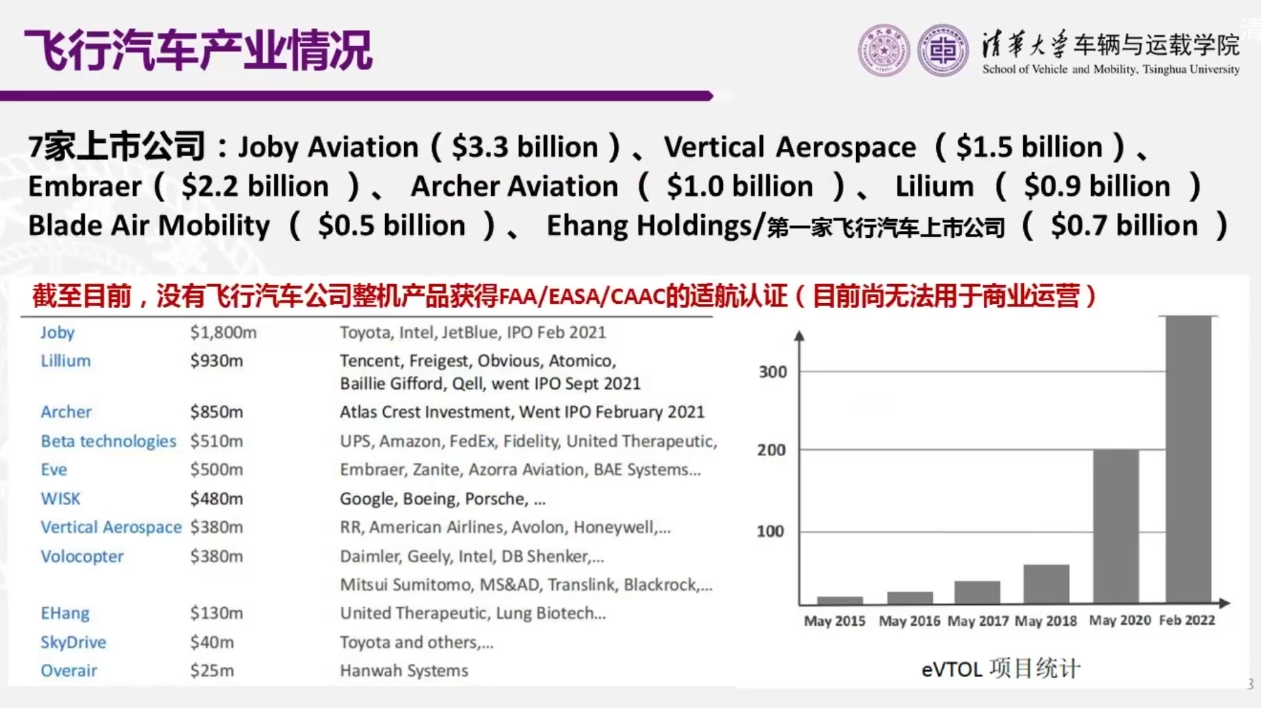 飞行汽车产业情况
清华大学车辆与运载学院
School of Vehicle and Mobility, Tsinghua University
清
7家上市公司：Joby Aviation（ $3.3 billion ）、Vertical Aerospace （ $1.5 billion ）、
Embraer（ $2.2 billion ）、 Archer Aviation （ $1.0 billion ）、 Lilium （ $0.9 billion ）
Blade Air Mobility （ $0.5 billion ）、 Ehang Holdings/第一家飞行汽车上市公司（ $0.7 billion ）
截至目前，没有飞行汽车公司整机产品获得FAA/EASA/CAAC的适航认证（目前尚无法用于商业运营）
Joby $1,800m Toyota, Intel, JetBlue, IPO Feb 2021
Lillium $930m Tencent, Freigest, Obvious, Atomico,
Baillie Gifford, Qell, went IPO Sept 2021
Archer $850m Atlas Crest Investment, Went IPO February 2021
Beta technologies $510m UPS, Amazon, FedEx, Fidelity, United Therapeutic,
Eve $500m Embraer, Zanite, Azorra Aviation, BAE Systems...
WISK $480m Google, Boeing, Porsche, ...
Vertical Aerospace $380m RR, American Airlines, Avolon, Honeywell,...
Volocopter $380m Daimler, Geely, Intel, DB Shenker,...
Mitsui Sumitomo, MS&AD, Translink, Blackrock,...
EHang $130m United Therapeutic, Lung Biotech...
SkyDrive $40m Toyota and others,...
Overair $25m Hanwah Systems
300
200
100
May 2015 May 2016 May 2017 May 2018 May 2020 Feb 2022
eVTOL 项目统计
3